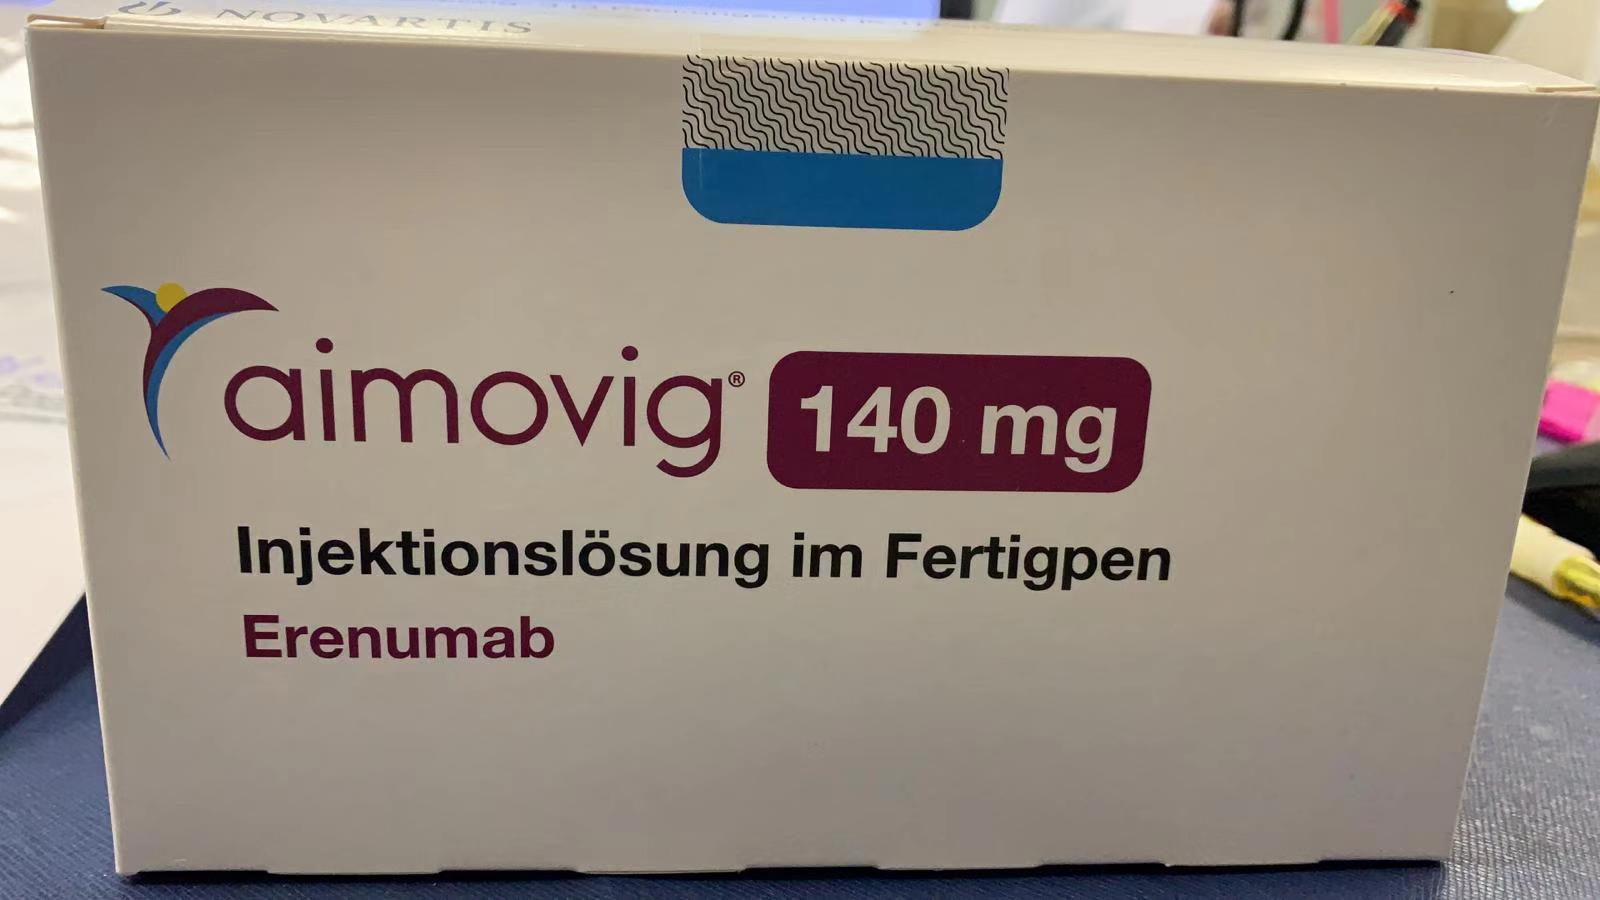 NOVARTIS
aimovig® 140 mg
Injektionslösung im Fertigpen
Erenumab